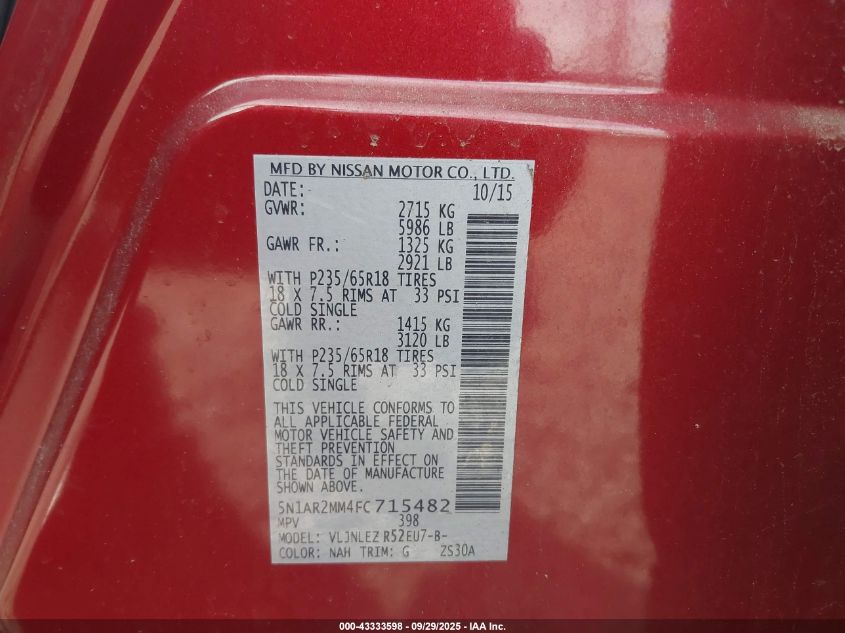 MFD BY NISSAN MOTOR CO., LTD.
DATE: 10/15
GVWR: 2715 KG
5986 LB
GAWR FR.: 1325 KG
2921 LB
WITH P235/65R18 TIRES
18 X 7.5 RIMS AT 33 PSI
COLD SINGLE
GAWR RR.: 1415 KG
3120 LB
WITH P235/65R18 TIRES
18 X 7.5 RIMS AT 33 PSI
COLD SINGLE
THIS VEHICLE CONFORMS TO
ALL APPLICABLE FEDERAL
MOTOR VEHICLE SAFETY AND
THEFT PREVENTION
STANDARDS IN EFFECT ON
THE DATE OF MANUFACTURE
SHOWN ABOVE.
5N1AR2MM4FC715482
MPV 398
MODEL: VLJNLEZ R52EU7-B-
COLOR: NAH TRIM: G ZS30A
000-43333598 - 09/29/2025 - IAA Inc.